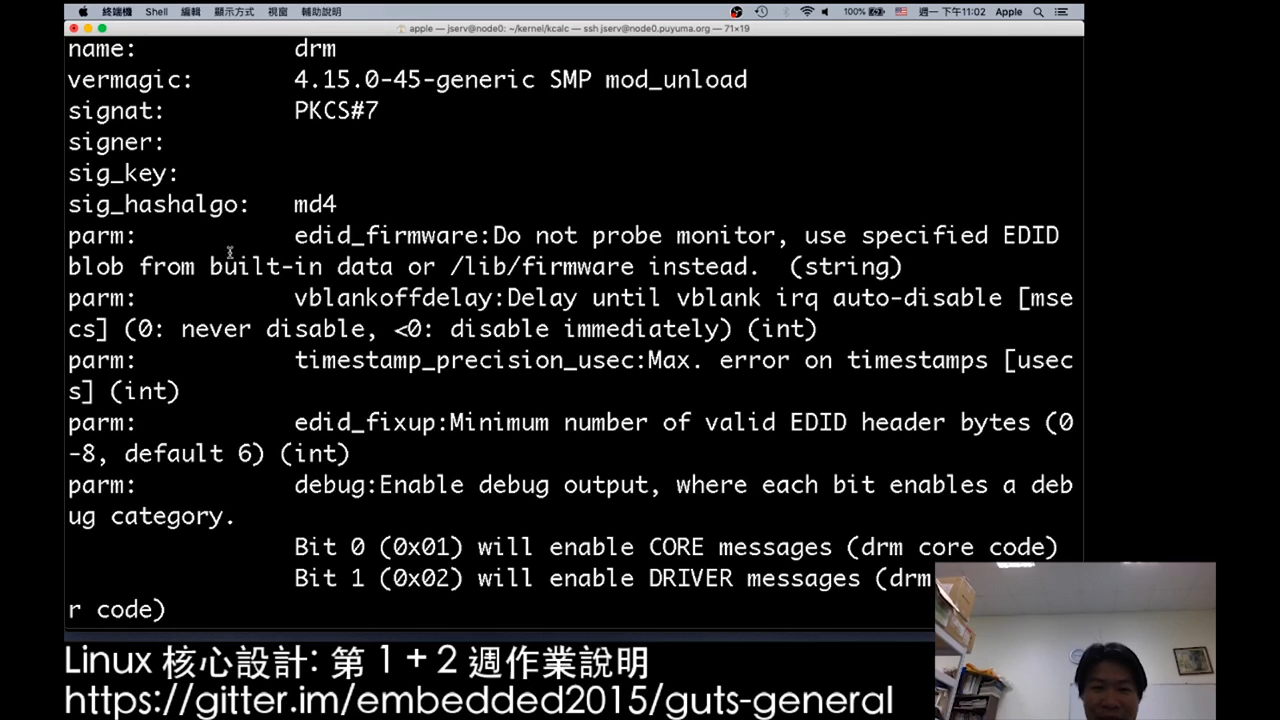 終端機 Shell 編輯 顯示方式 視窗 輔助說明 100% 週一 下午11:02 Apple
apple — jserv@node0: ~/kernel/kcalc — ssh jserv@node0.puyuma.org — 71×19
name: drm
vermagic: 4.15.0-45-generic SMP mod_unload
signat: PKCS#7
signer:
sig_key:
sig_hashalgo: md4
parm: edid_firmware:Do not probe monitor, use specified EDID
blob from built-in data or /lib/firmware instead. (string)
parm: vblankoffdelay:Delay until vblank irq auto-disable [mse
cs] (0: never disable, <0: disable immediately) (int)
parm: timestamp_precision_usec:Max. error on timestamps [usec
s] (int)
parm: edid_fixup:Minimum number of valid EDID header bytes (0
-8, default 6) (int)
parm: debug:Enable debug output, where each bit enables a deb
ug category.
Bit 0 (0x01) will enable CORE messages (drm core code)
Bit 1 (0x02) will enable DRIVER messages (drm
r code)
Linux 核心設計: 第 1 + 2 週作業說明
https://gitter.im/embedded2015/guts-general